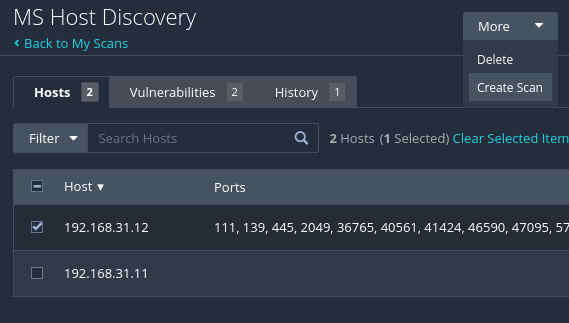 MS Host Discovery
More
Back to My Scans
Delete
Create Scan
Hosts 2 Vulnerabilities 2 History 1
Filter Search Hosts 2 Hosts (1 Selected) Clear Selected Item
Host Ports
192.168.31.12 111, 139, 445, 2049, 36765, 40561, 41424, 46590, 47095, 57
192.168.31.11